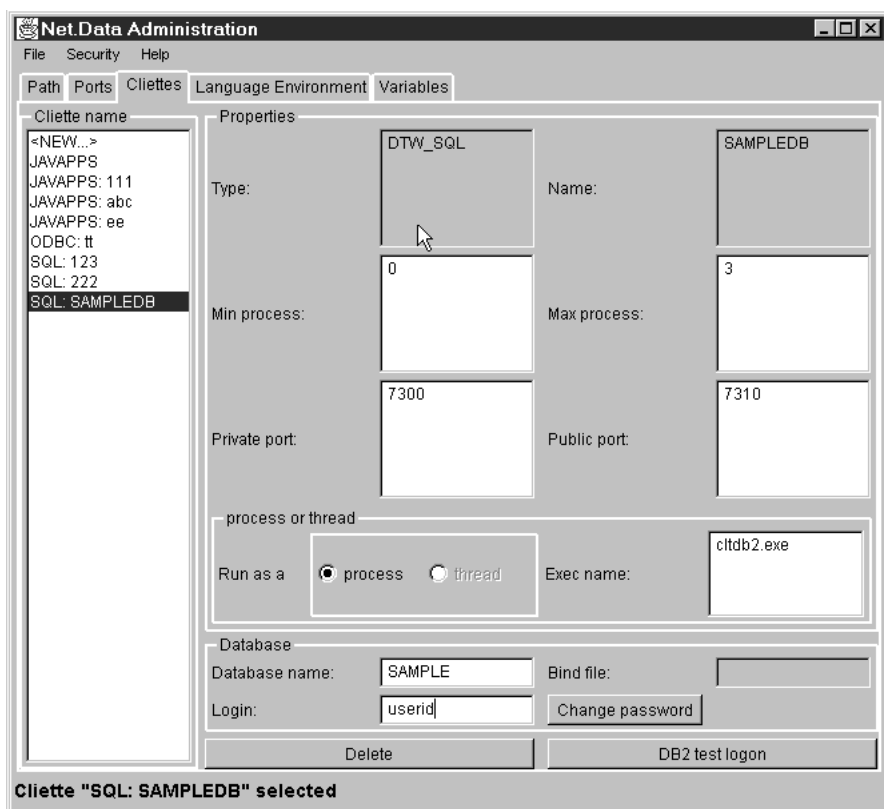 Net.Data Administration
File Security Help
Path Ports Cliettes Language Environment Variables
Cliette name
<NEW...>
JAVAPPS
JAVAPPS: 111
JAVAPPS: abc
JAVAPPS: ee
ODBC: tt
SQL: 123
SQL: 222
SQL: SAMPLEDB
Properties
Type: DTW_SQL Name: SAMPLEDB
Min process: 0 Max process: 3
Private port: 7300 Public port: 7310
process or thread
Run as a process thread Exec name: cltdb2.exe
Database
Database name: SAMPLE Bind file:
Login: userid Change password
Delete DB2 test logon
Cliette "SQL: SAMPLEDB" selected